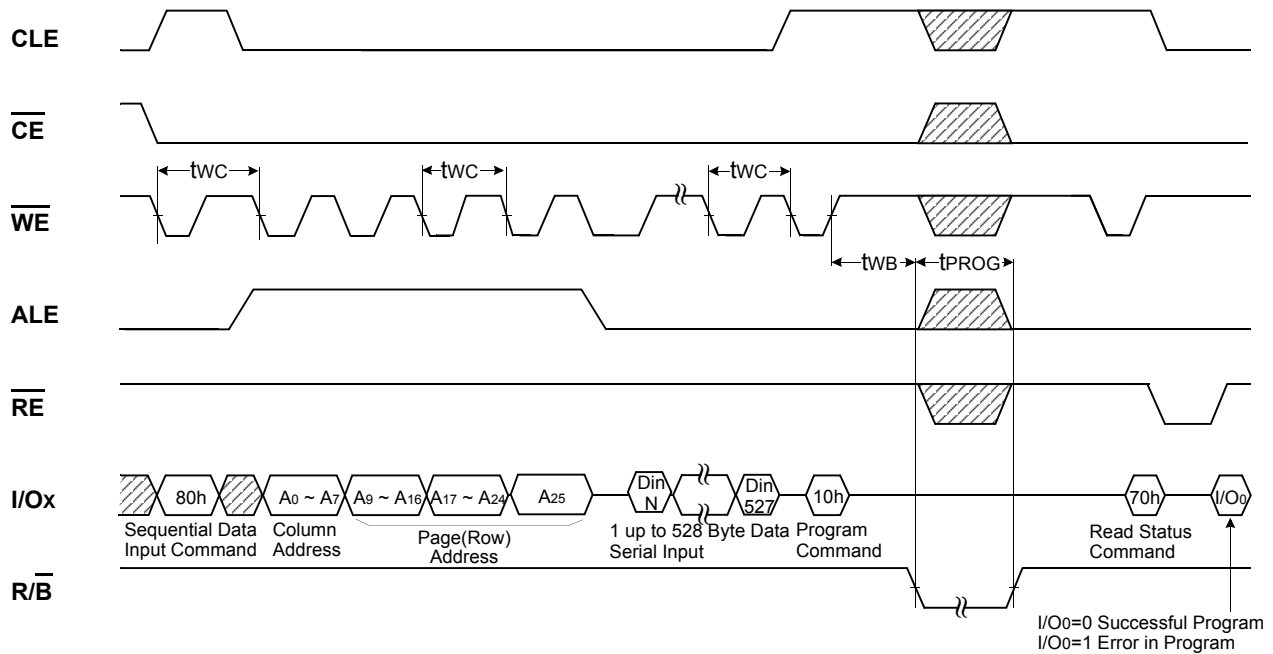 CLE
CE
tWC
tWC
tWC
WE
tWB
tPROG
ALE
RE
I/Ox
80h
A0 ~ A7
A9 ~ A16
A17 ~ A24
A25
Din
N
Din
527
10h
70h
I/O0
Sequential Data
Input Command
Column
Address
Page(Row)
Address
1 up to 528 Byte Data
Serial Input
Program
Command
Read Status
Command
R/B
I/O0=0 Successful Program
I/O0=1 Error in Program